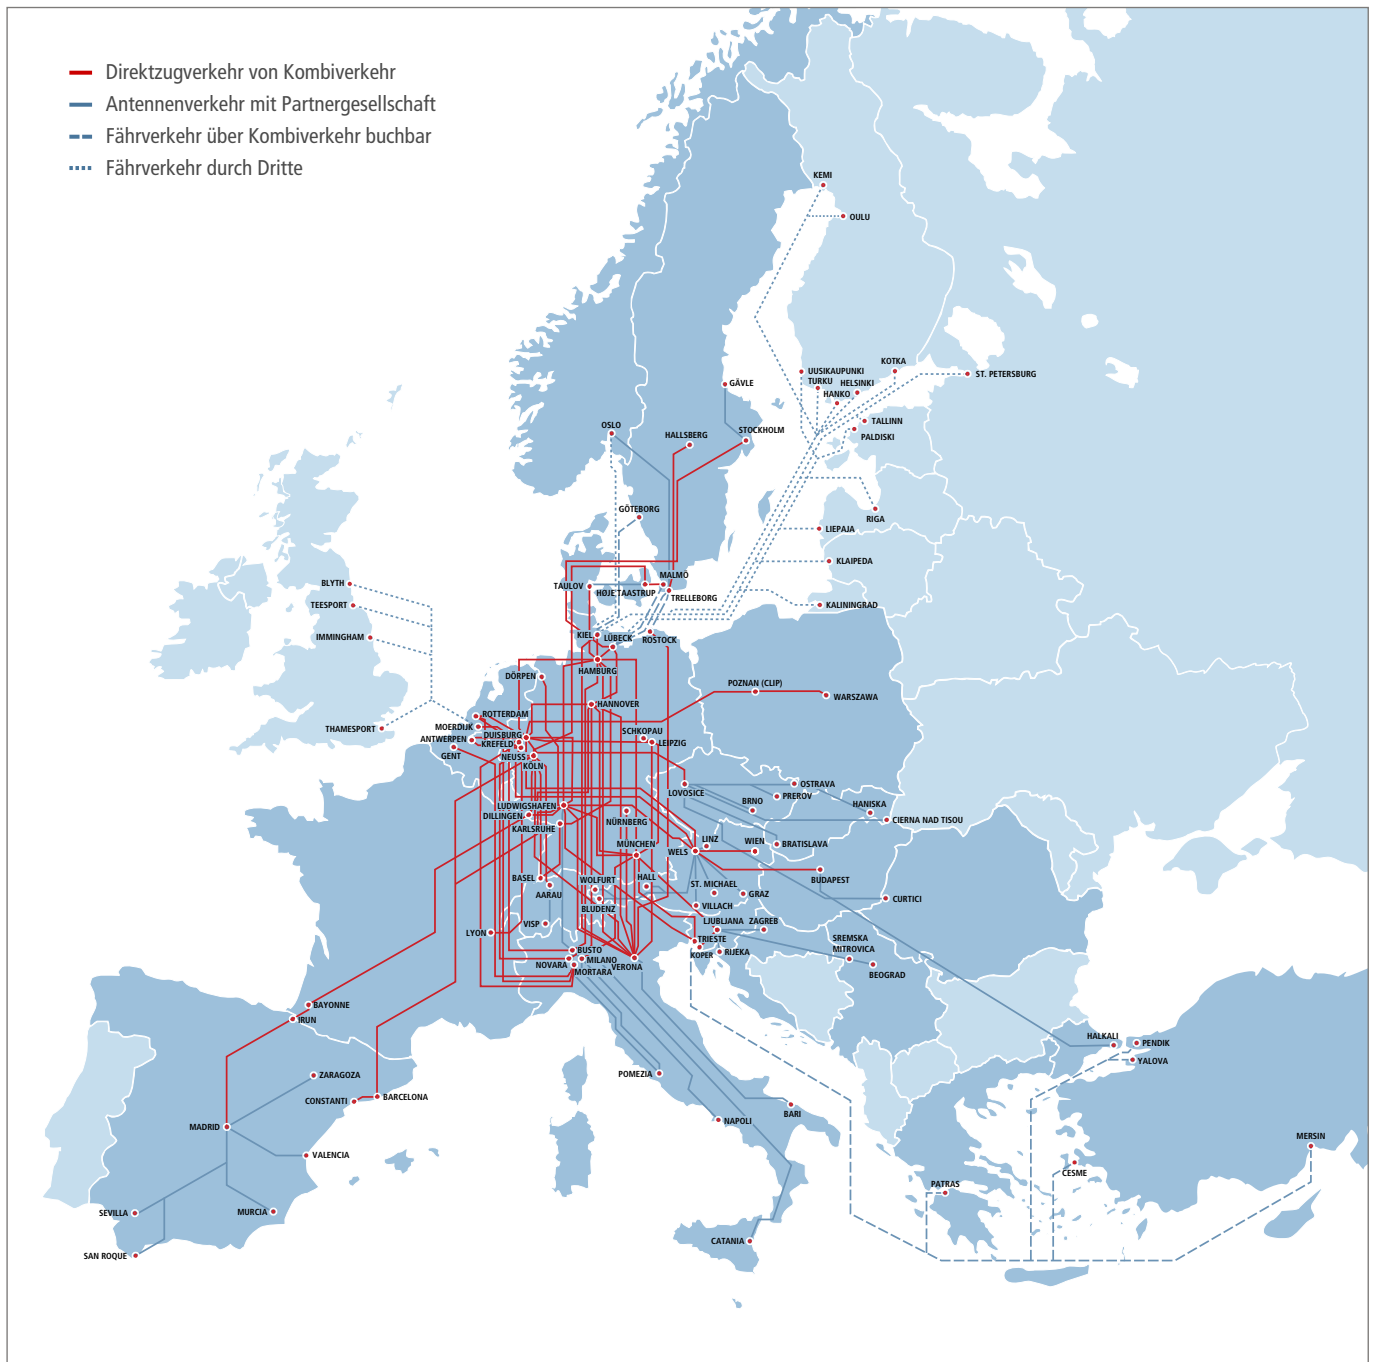 Direktzugverkehr von Kombiverkehr
Antennenverkehr mit Partnergesellschaft
Fährverkehr über Kombiverkehr buchbar
Fährverkehr durch Dritte
KEMI
OULU
KOTKA
UUSIKAUPUNKI
ST. PETERSBURG
TURKU
HELSINKI
GÄVLE
HANKO
TALLINN
OSLO
STOCKHOLM
HALLSBERG
PALDISKI
GÖTEBORG
RIGA
LIEPAJA
KLAIPEDA
MALMÖ
BLYTH
TAULOV
HØJE TAASTRUP
TRELLEBORG
TEESPORT
KALININGRAD
IMMINGHAM
KIEL
LÜBECK
ROSTOCK
HAMBURG
DÖRPEN
POZNAN (CLIP)
WARSZAWA
HANNOVER
ROTTERDAM
THAMESPORT
MOERDIJK
SCHKOPAU
DUISBURG
ANTWERPEN
KREFELD
LEIPZIG
GENT
NEUSS
KÖLN
OSTRAVA
LOVOSICE
PREROV
BRNO
HANISKA
LUDWIGSHAFEN
DILLINGEN
CIERNA NAD TISOU
NÜRNBERG
KARLSRUHE
LINZ
WIEN
MÜNCHEN
BRATISLAVA
WELS
BASEL
WOLFURT
HALL
BUDAPEST
ST. MICHAEL
AARAU
GRAZ
CURTICI
BLUDENZ
VILLACH
VISP
LJUBLJANA
ZAGREB
LYON
TRIESTE
SREMSKA
MITROVICA
BUSTO
KOPER
RIJEKA
MILANO
NOVARA
VERONA
MORTARA
BEOGRAD
BAYONNE
IRUN
HALKALI
PENDIK
YALOVA
ZARAGOZA
POMEZIA
CONSTANTI
BARCELONA
BARI
NAPOLI
MADRID
MERSIN
VALENCIA
CESME
PATRAS
SEVILLA
MURCIA
CATANIA
SAN ROQUE